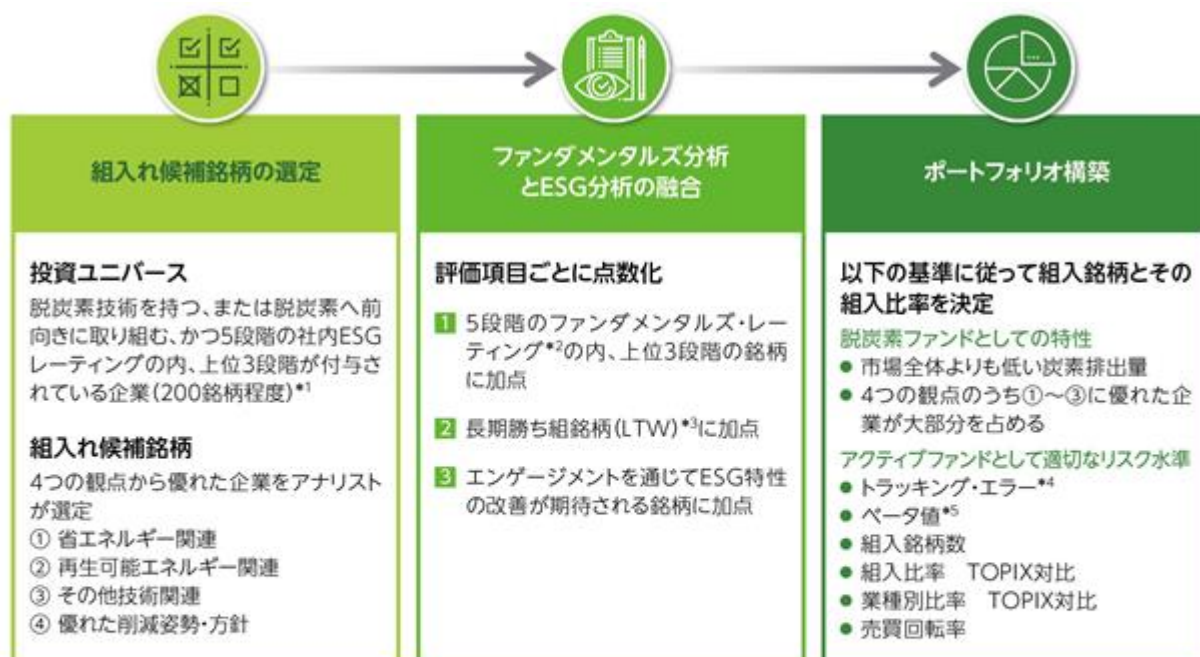 組入れ候補銘柄の選定
投資ユニバース
脱炭素技術を持つ、または脱炭素へ前
向きに取り組む、かつ5段階の社内ESG
レーティングの内、上位3段階が付与さ
れている企業(200銘柄程度)*1
組入れ候補銘柄
4つの観点から優れた企業をアナリスト
が選定
① 省エネルギー関連
② 再生可能エネルギー関連
③ その他技術関連
④ 優れた削減姿勢・方針
ファンダメンタルズ分析
とESG分析の融合
評価項目ごとに点数化
1 5段階のファンダメンタルズ・レー
ティング*2の内、上位3段階の銘柄
に加点
2 長期勝ち組銘柄(LTW)*3に加点
3 エンゲージメントを通じてESG特性
の改善が期待される銘柄に加点
ポートフォリオ構築
以下の基準に従って組入銘柄とその
組入比率を決定
脱炭素ファンドとしての特性
● 市場全体よりも低い炭素排出量
● 4つの観点のうち①~③に優れた企
業が大部分を占める
アクティブファンドとして適切なリスク水準
● トラッキング・エラー*4
● ベータ値*5
● 組入銘柄数
● 組入比率 TOPIX対比
● 業種別比率 TOPIX対比
● 売買回転率